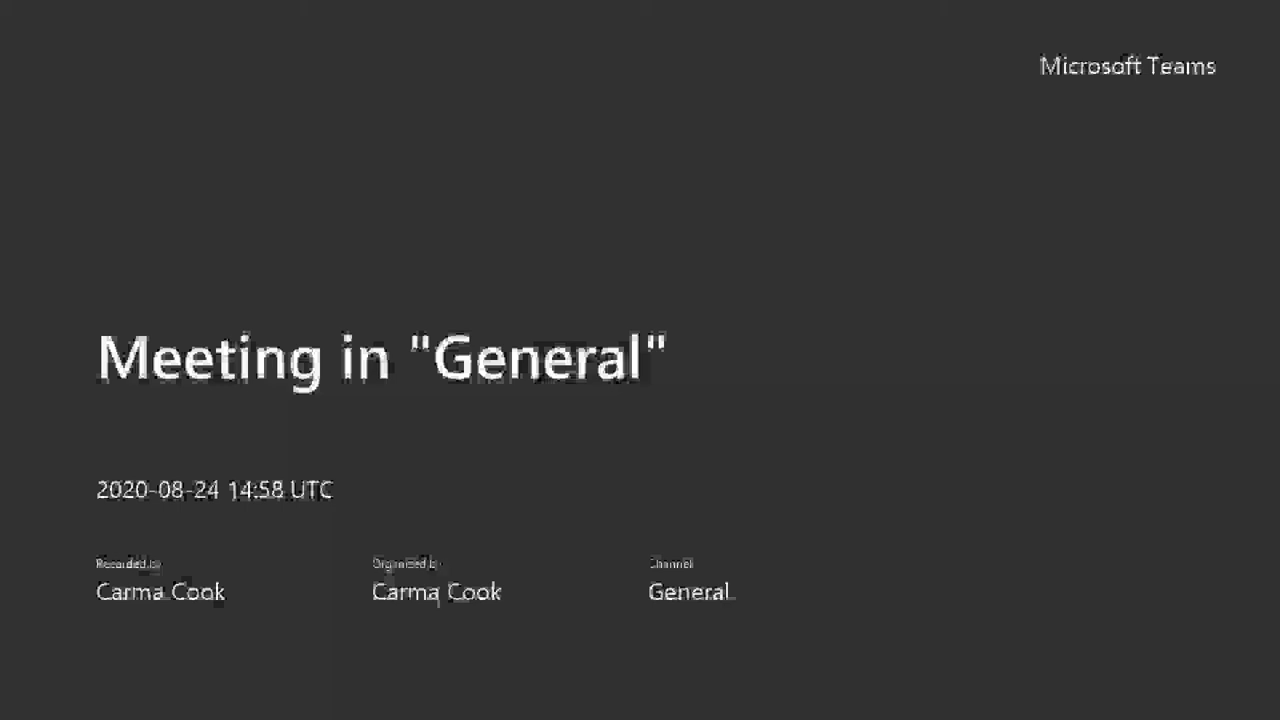 Microsoft Teams
Meeting in "General"
2020-08-24 14:58 UTC
Recorded by Organized by Channel
Carma Cook Carma Cook General